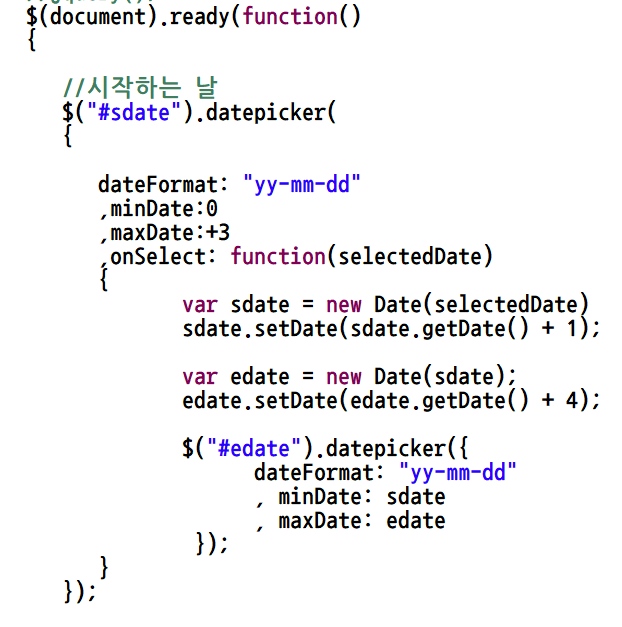 $(document).ready(function()
{
//시작하는 날
$("#sdate").datepicker(
{
dateFormat: "yy-mm-dd"
,minDate:0
,maxDate:+3
,onSelect: function(selectedDate)
{
var sdate = new Date(selectedDate)
sdate.setDate(sdate.getDate() + 1);
var edate = new Date(sdate);
edate.setDate(edate.getDate() + 4);
$("#edate").datepicker({
dateFormat: "yy-mm-dd"
, minDate: sdate
, maxDate: edate
});
}
});